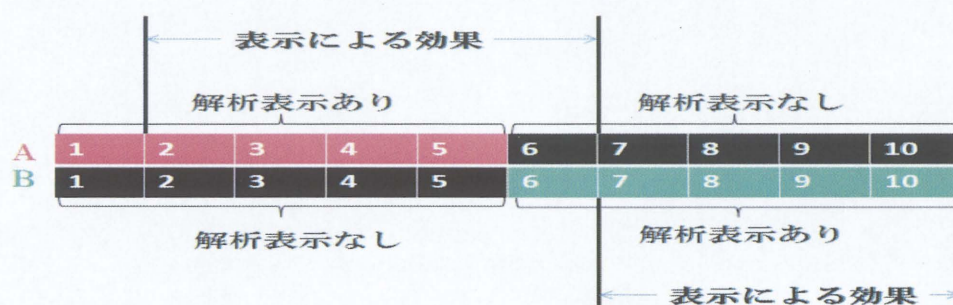 表示による効果
解析表示あり
解析表示なし
A 1 2 3 4 5 6 7 8 9 10
B 1 2 3 4 5 6 7 8 9 10
解析表示なし
解析表示あり
表示による効果